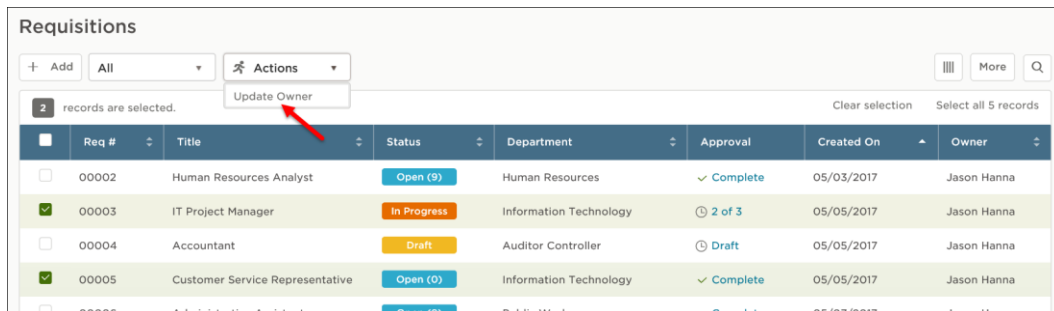 Requisitions
+ Add All Actions More
Update Owner
2 records are selected. Clear selection Select all 5 records
Req # Title Status Department Approval Created On Owner
00002 Human Resources Analyst Open (9) Human Resources Complete 05/03/2017 Jason Hanna
00003 IT Project Manager In Progress Information Technology 2 of 3 05/05/2017 Jason Hanna
00004 Accountant Draft Auditor Controller Draft 05/05/2017 Jason Hanna
00005 Customer Service Representative Open (0) Information Technology Complete 05/05/2017 Jason Hanna